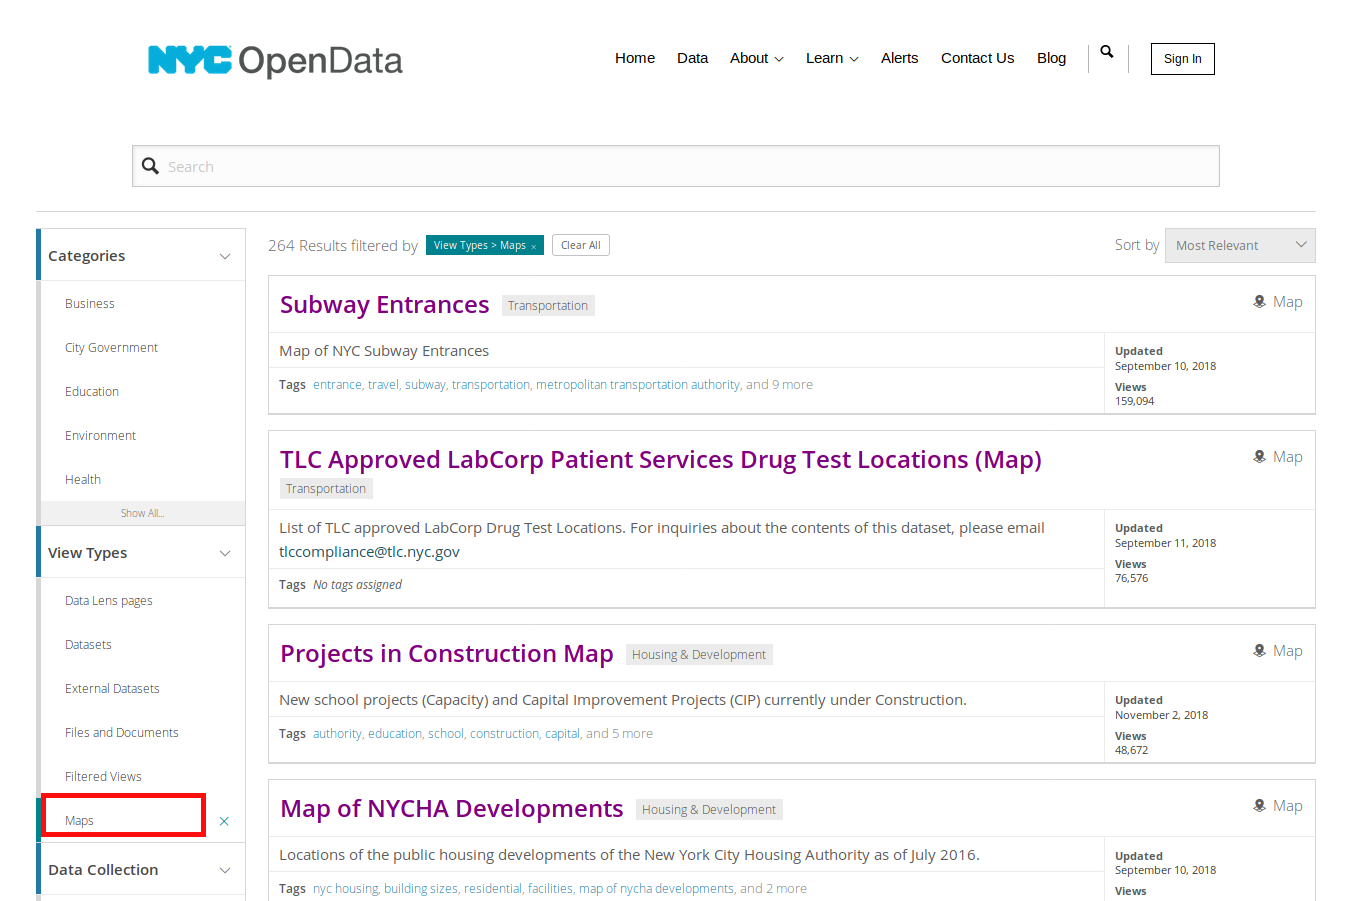 NYC OpenData
Home Data About Learn Alerts Contact Us Blog Sign In
Search
Categories
Business
City Government
Education
Environment
Health
Show All...
View Types
Data Lens pages
Datasets
External Datasets
Files and Documents
Filtered Views
Maps ×
Data Collection
264 Results filtered by View Types > Maps × Clear All
Sort by Most Relevant
Subway Entrances Transportation
Map
Map of NYC Subway Entrances
Tags entrance, travel, subway, transportation, metropolitan transportation authority, and 9 more
Updated
September 10, 2018
Views
159,094
TLC Approved LabCorp Patient Services Drug Test Locations (Map)
Transportation
Map
List of TLC approved LabCorp Drug Test Locations. For inquiries about the contents of this dataset, please email
tlccompliance@tlc.nyc.gov
Tags No tags assigned
Updated
September 11, 2018
Views
76,576
Projects in Construction Map Housing & Development
Map
New school projects (Capacity) and Capital Improvement Projects (CIP) currently under Construction.
Tags authority, education, school, construction, capital, and 5 more
Updated
November 2, 2018
Views
48,672
Map of NYCHA Developments Housing & Development
Map
Locations of the public housing developments of the New York City Housing Authority as of July 2016.
Tags nyc housing, building sizes, residential, facilities, map of nycha developments, and 2 more
Updated
September 10, 2018
Views